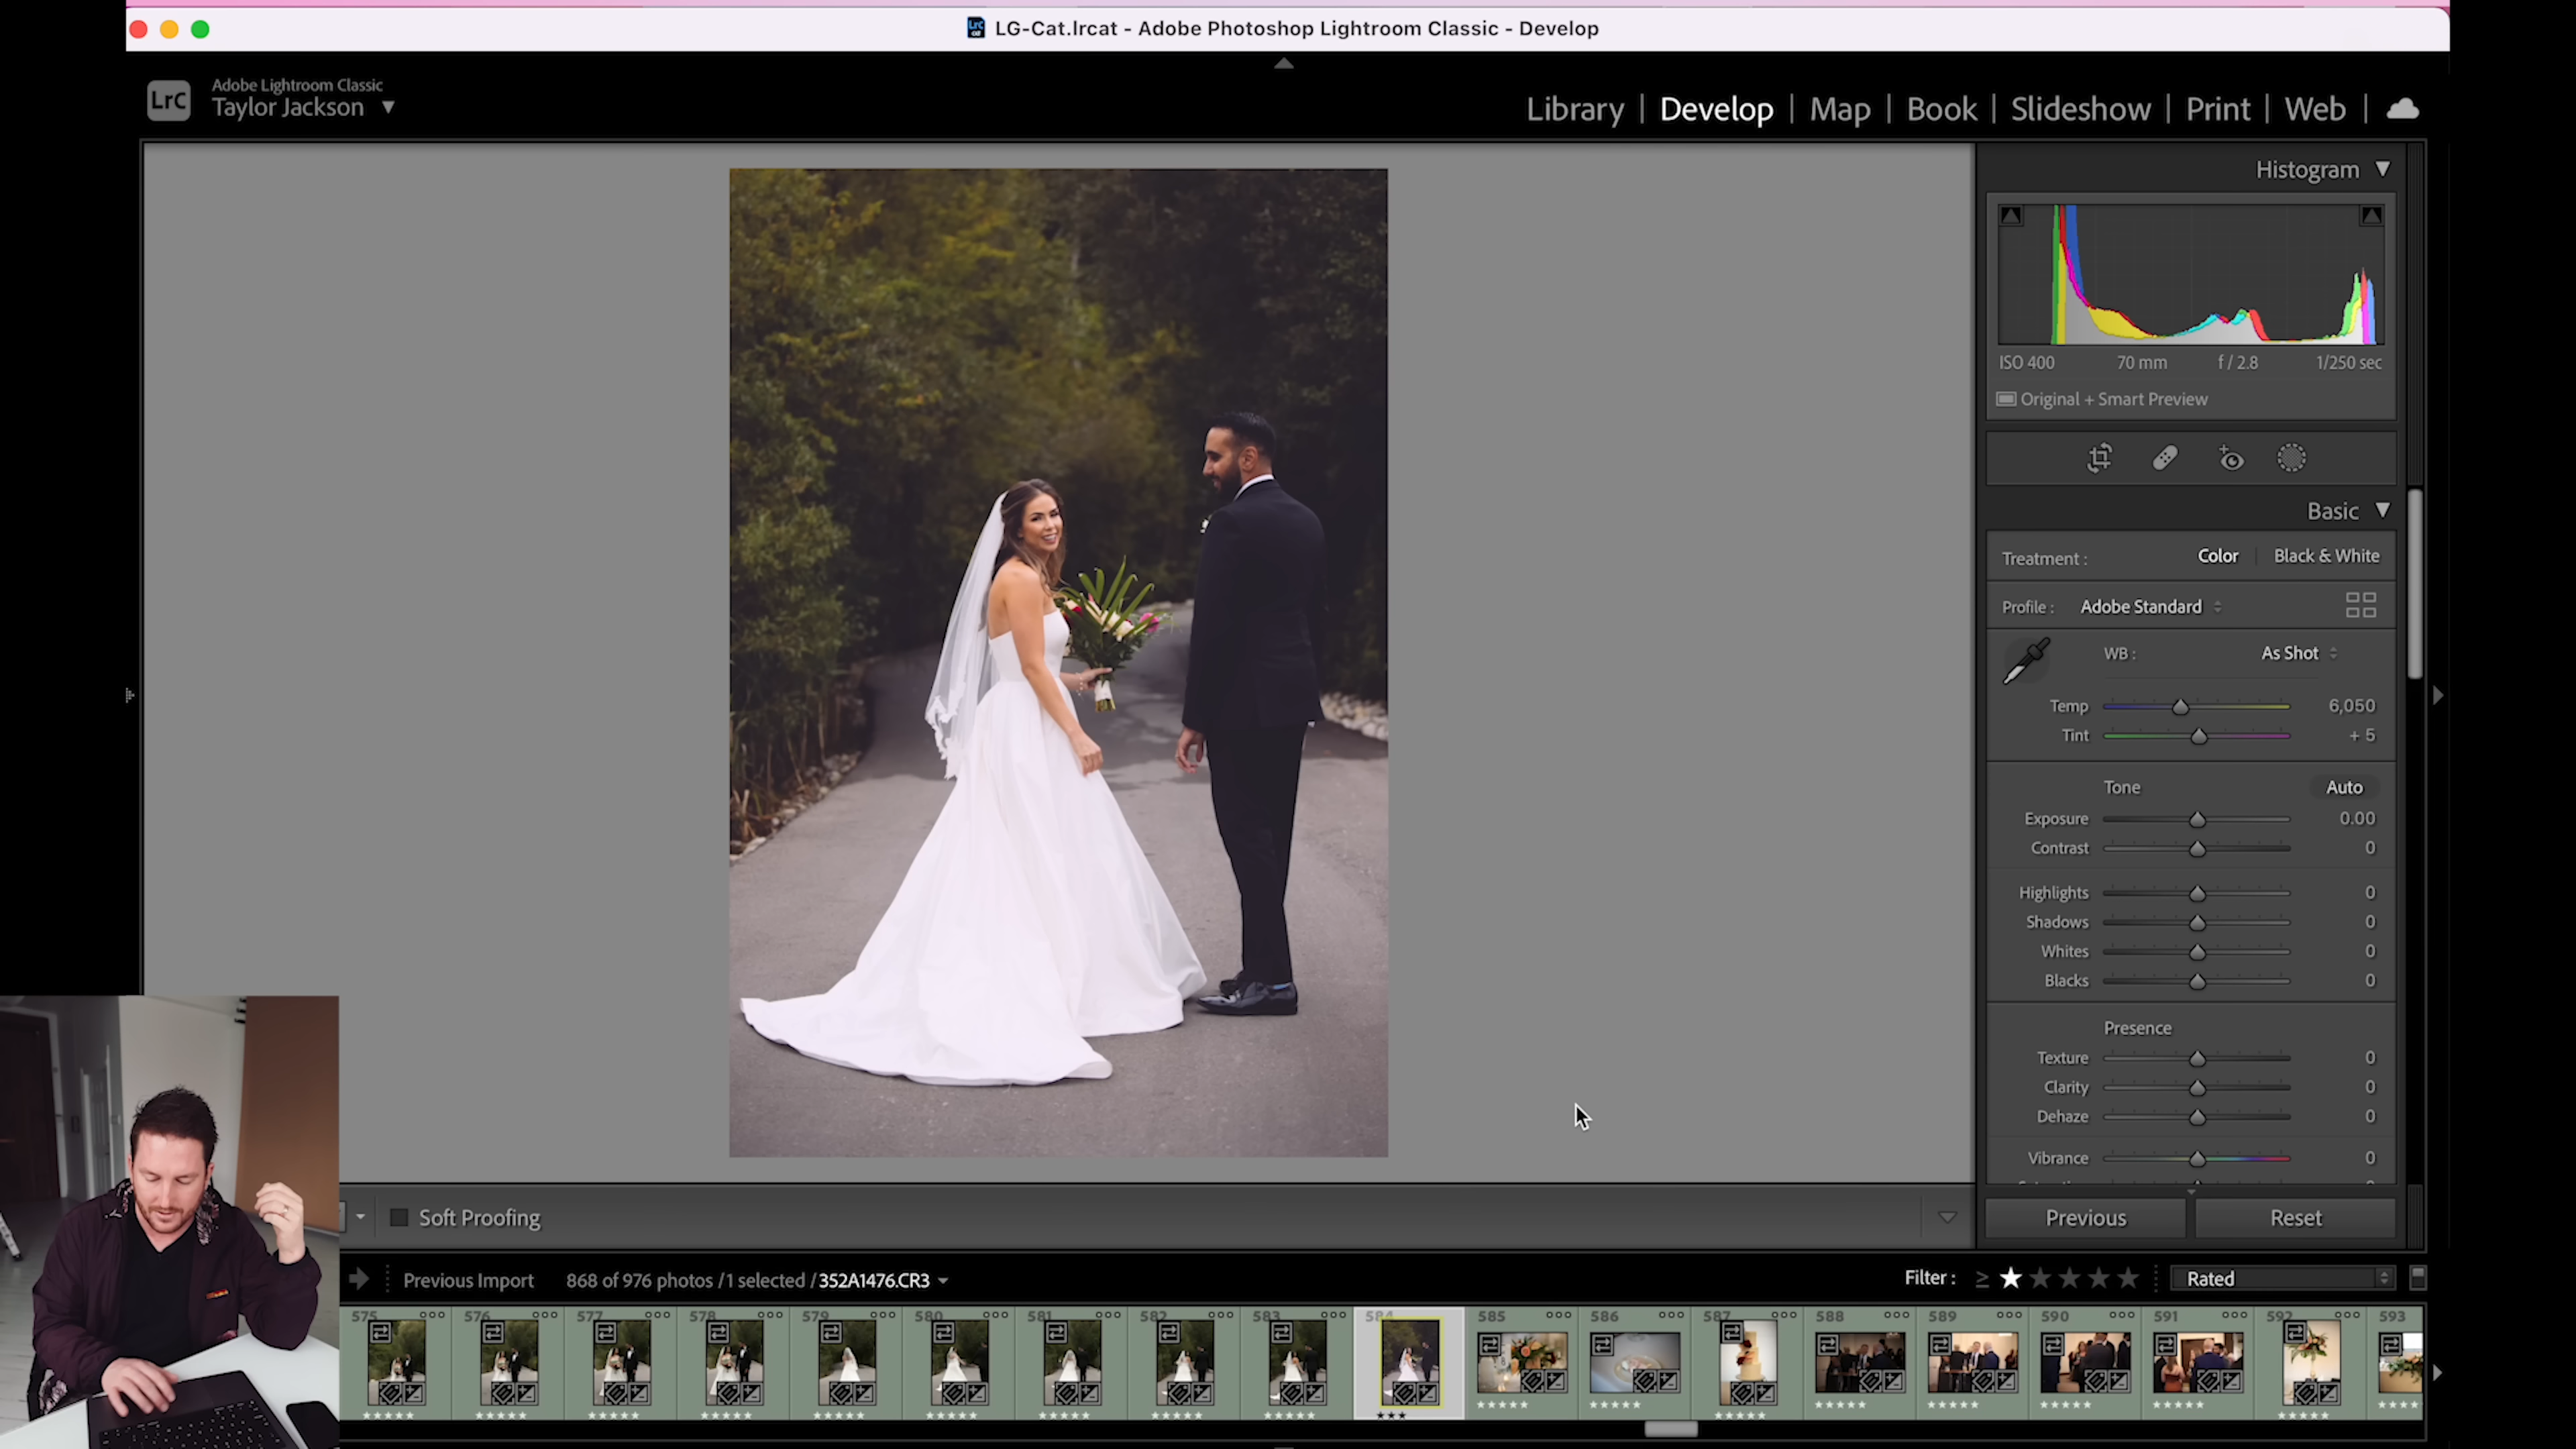 LG-Cat.lrcat - Adobe Photoshop Lightroom Classic - Develop
LrC
Adobe Lightroom Classic
Taylor Jackson
Library | Develop | Map | Book | Slideshow | Print | Web
Histogram
ISO 400 70 mm f / 2.8 1/250 sec
Original + Smart Preview
Basic
Treatment : Color Black & White
Profile : Adobe Standard
WB : As Shot
Temp 6,050
Tint + 5
Tone Auto
Exposure 0.00
Contrast 0
Highlights 0
Shadows 0
Whites 0
Blacks 0
Presence
Texture 0
Clarity 0
Dehaze 0
Vibrance 0
Soft Proofing
Previous Reset
Previous Import 868 of 976 photos /1 selected /352A1476.CR3 Filter : ≥ Rated
575 576 577 578 579 580 581 582 583 584 585 586 587 588 589 590 591 592 593